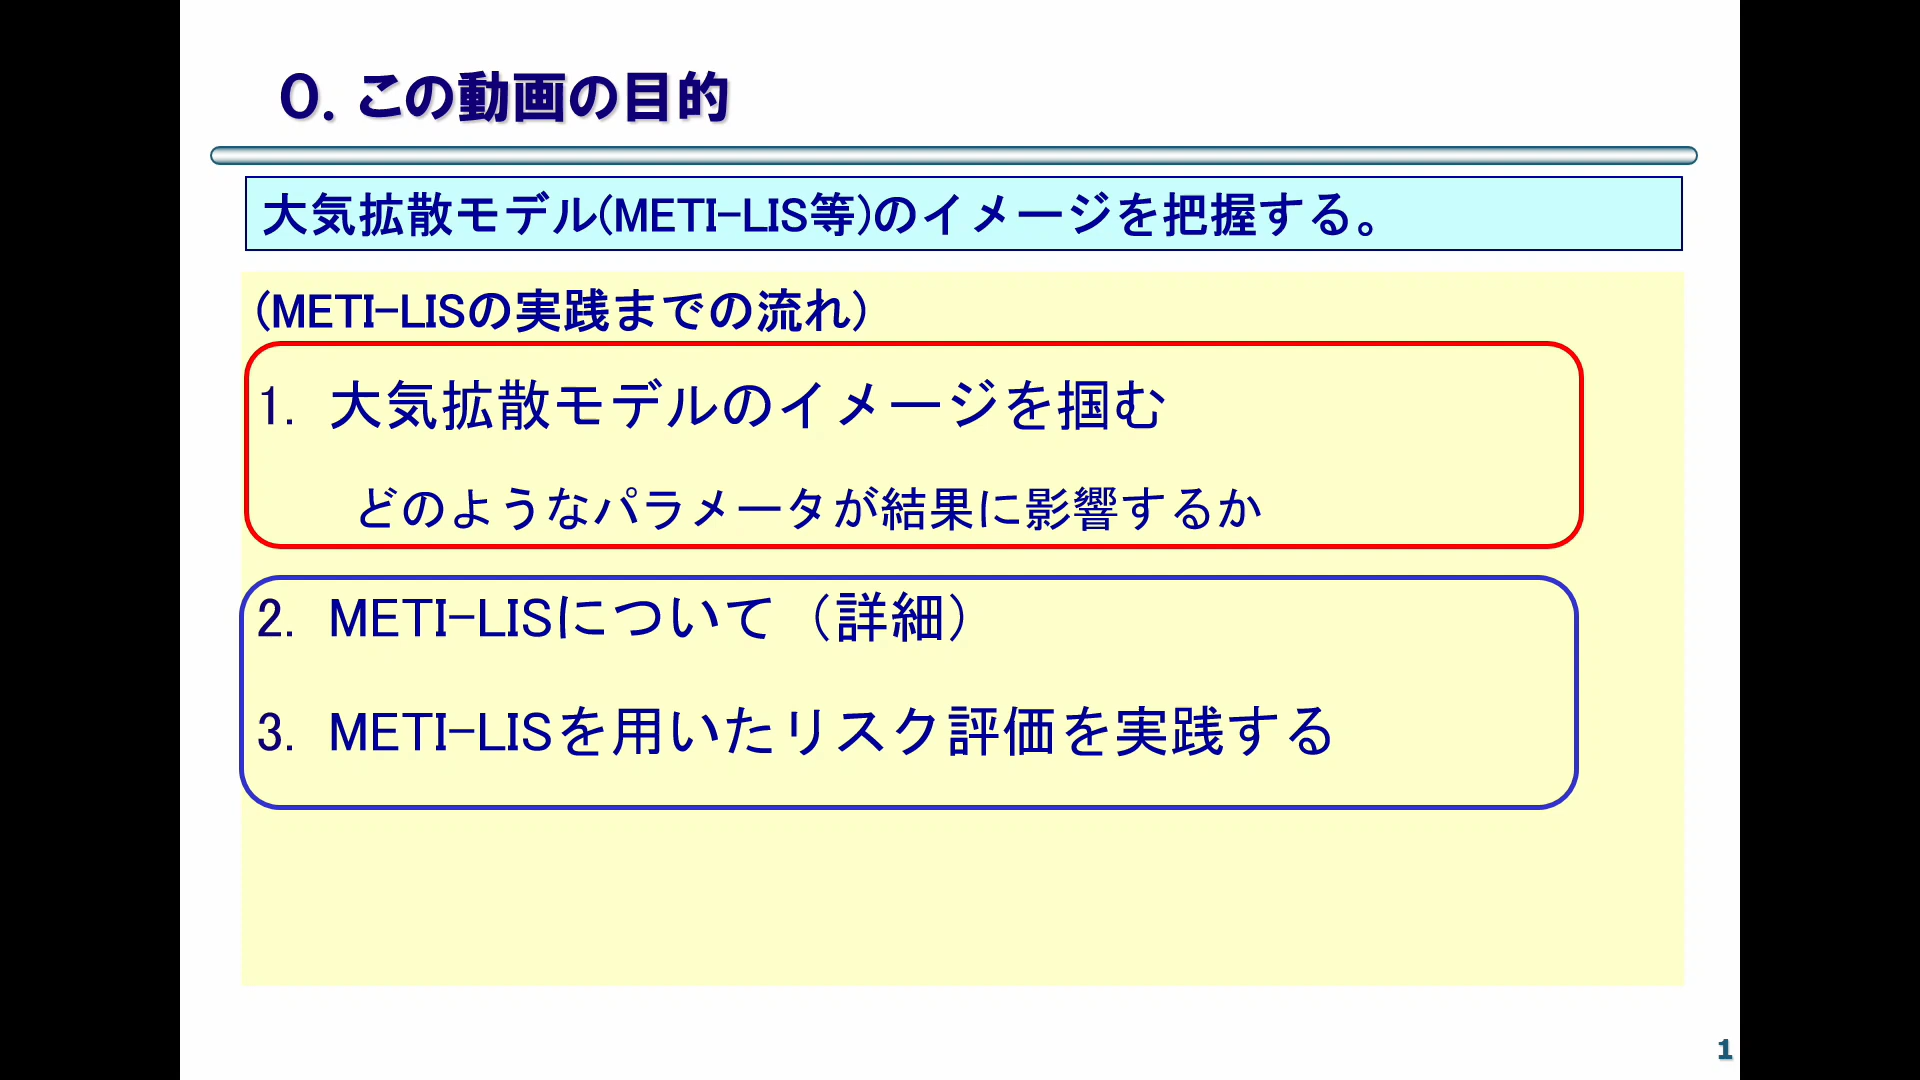 0. この動画の目的
大気拡散モデル(METI-LIS等)のイメージを把握する。
(METI-LISの実践までの流れ)
1. 大気拡散モデルのイメージを掴む
どのようなパラメータが結果に影響するか
2. METI-LISについて（詳細）
3. METI-LISを用いたリスク評価を実践する
1